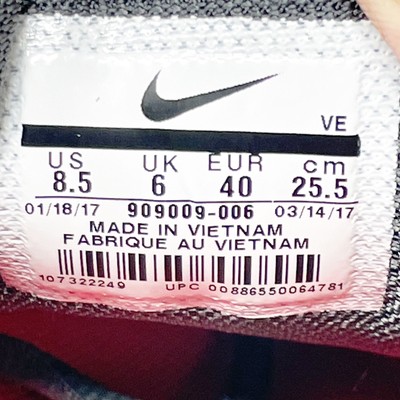 VE
US UK EUR cm
8.5 6 40 25.5
01/18/17 909009-006 03/14/17
MADE IN VIETNAM
FABRIQUE AU VIETNAM
107322249 UPC 00886550064781